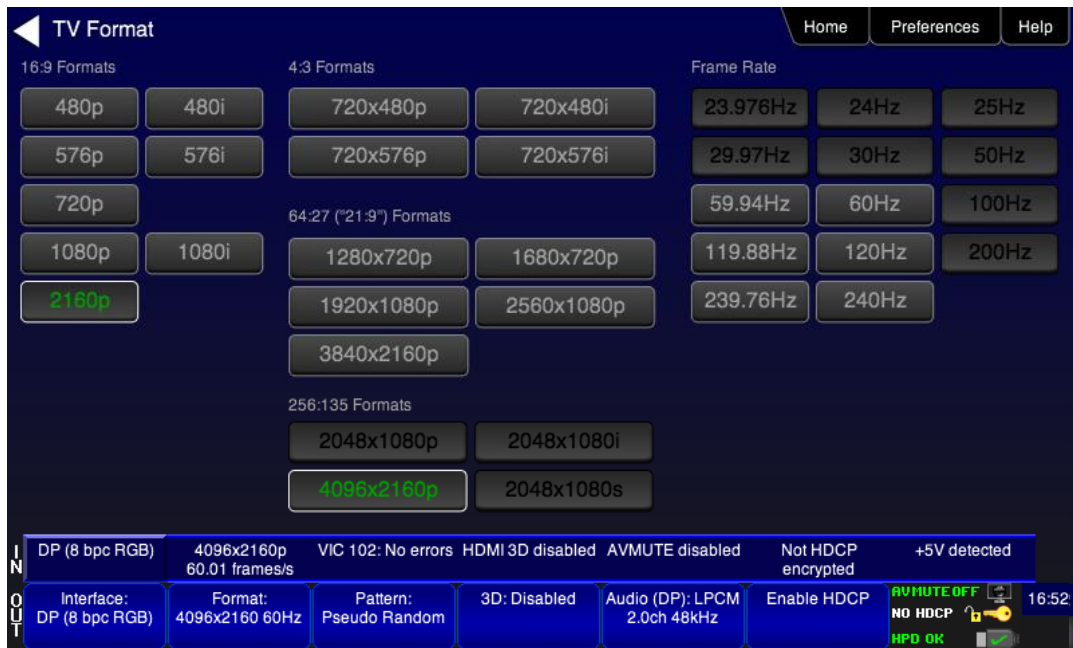 TV Format
Home
Preferences
Help
16:9 Formats
480p
480i
576p
576i
720p
1080p
1080i
2160p
4:3 Formats
720x480p
720x480i
720x576p
720x576i
64:27 ("21:9") Formats
1280x720p
1680x720p
1920x1080p
2560x1080p
3840x2160p
256:135 Formats
2048x1080p
2048x1080i
4096x2160p
2048x1080s
Frame Rate
23.976Hz
24Hz
25Hz
29.97Hz
30Hz
50Hz
59.94Hz
60Hz
100Hz
119.88Hz
120Hz
200Hz
239.76Hz
240Hz
IN
DP (8 bpc RGB)
4096x2160p
60.01 frames/s
VIC 102: No errors
HDMI 3D disabled
AVMUTE disabled
Not HDCP
encrypted
+5V detected
OUT
Interface:
DP (8 bpc RGB)
Format:
4096x2160 60Hz
Pattern:
Pseudo Random
3D: Disabled
Audio (DP): LPCM
2.0ch 48kHz
Enable HDCP
AVMUTE OFF
NO HDCP
HPD OK
16:52